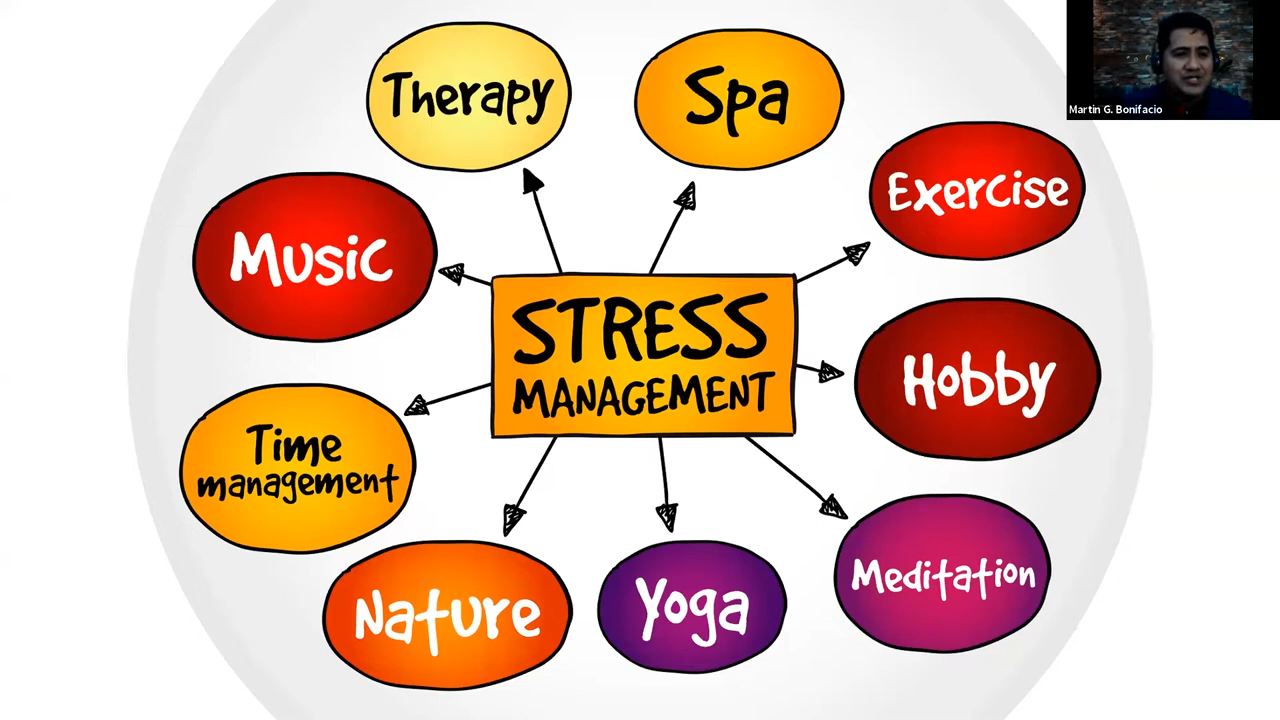 Therapy
Spa
Martin G. Bonifacio
Exercise
Music
STRESS
MANAGEMENT
Hobby
Time
management
Meditation
Nature
Yoga